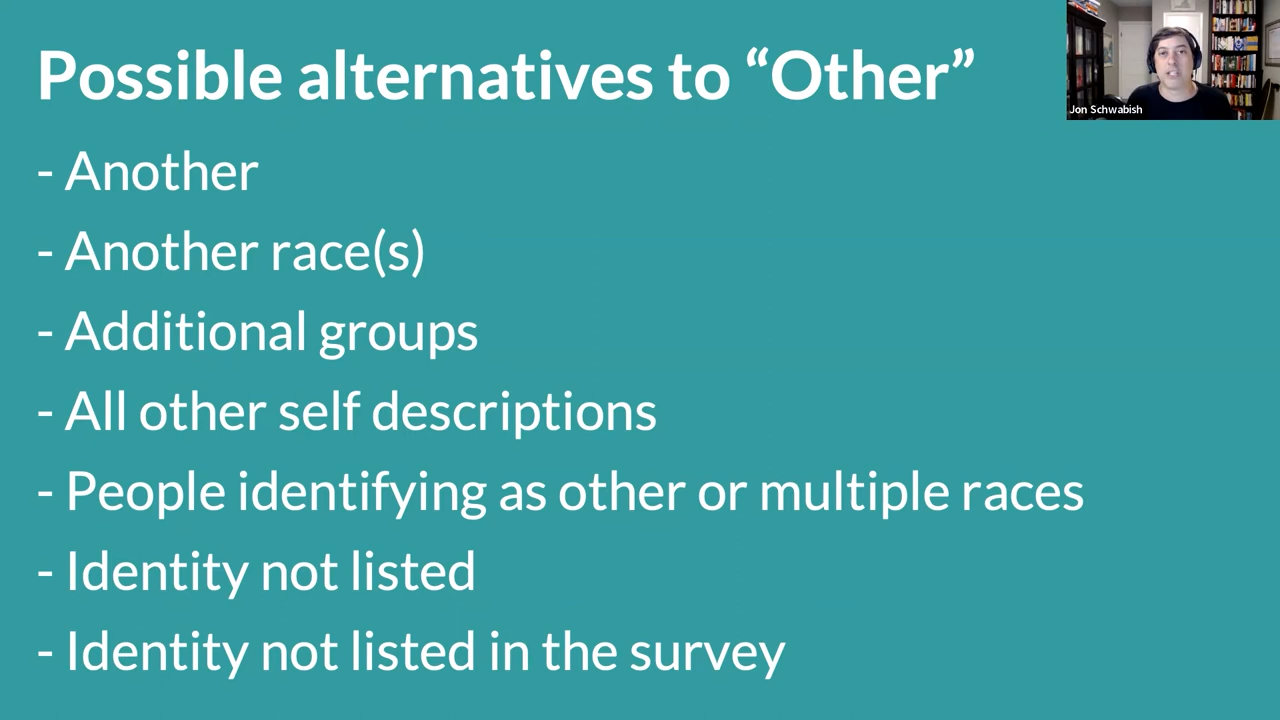 Possible alternatives to “Other”
Jon Schwabish
- Another
- Another race(s)
- Additional groups
- All other self descriptions
- People identifying as other or multiple races
- Identity not listed
- Identity not listed in the survey